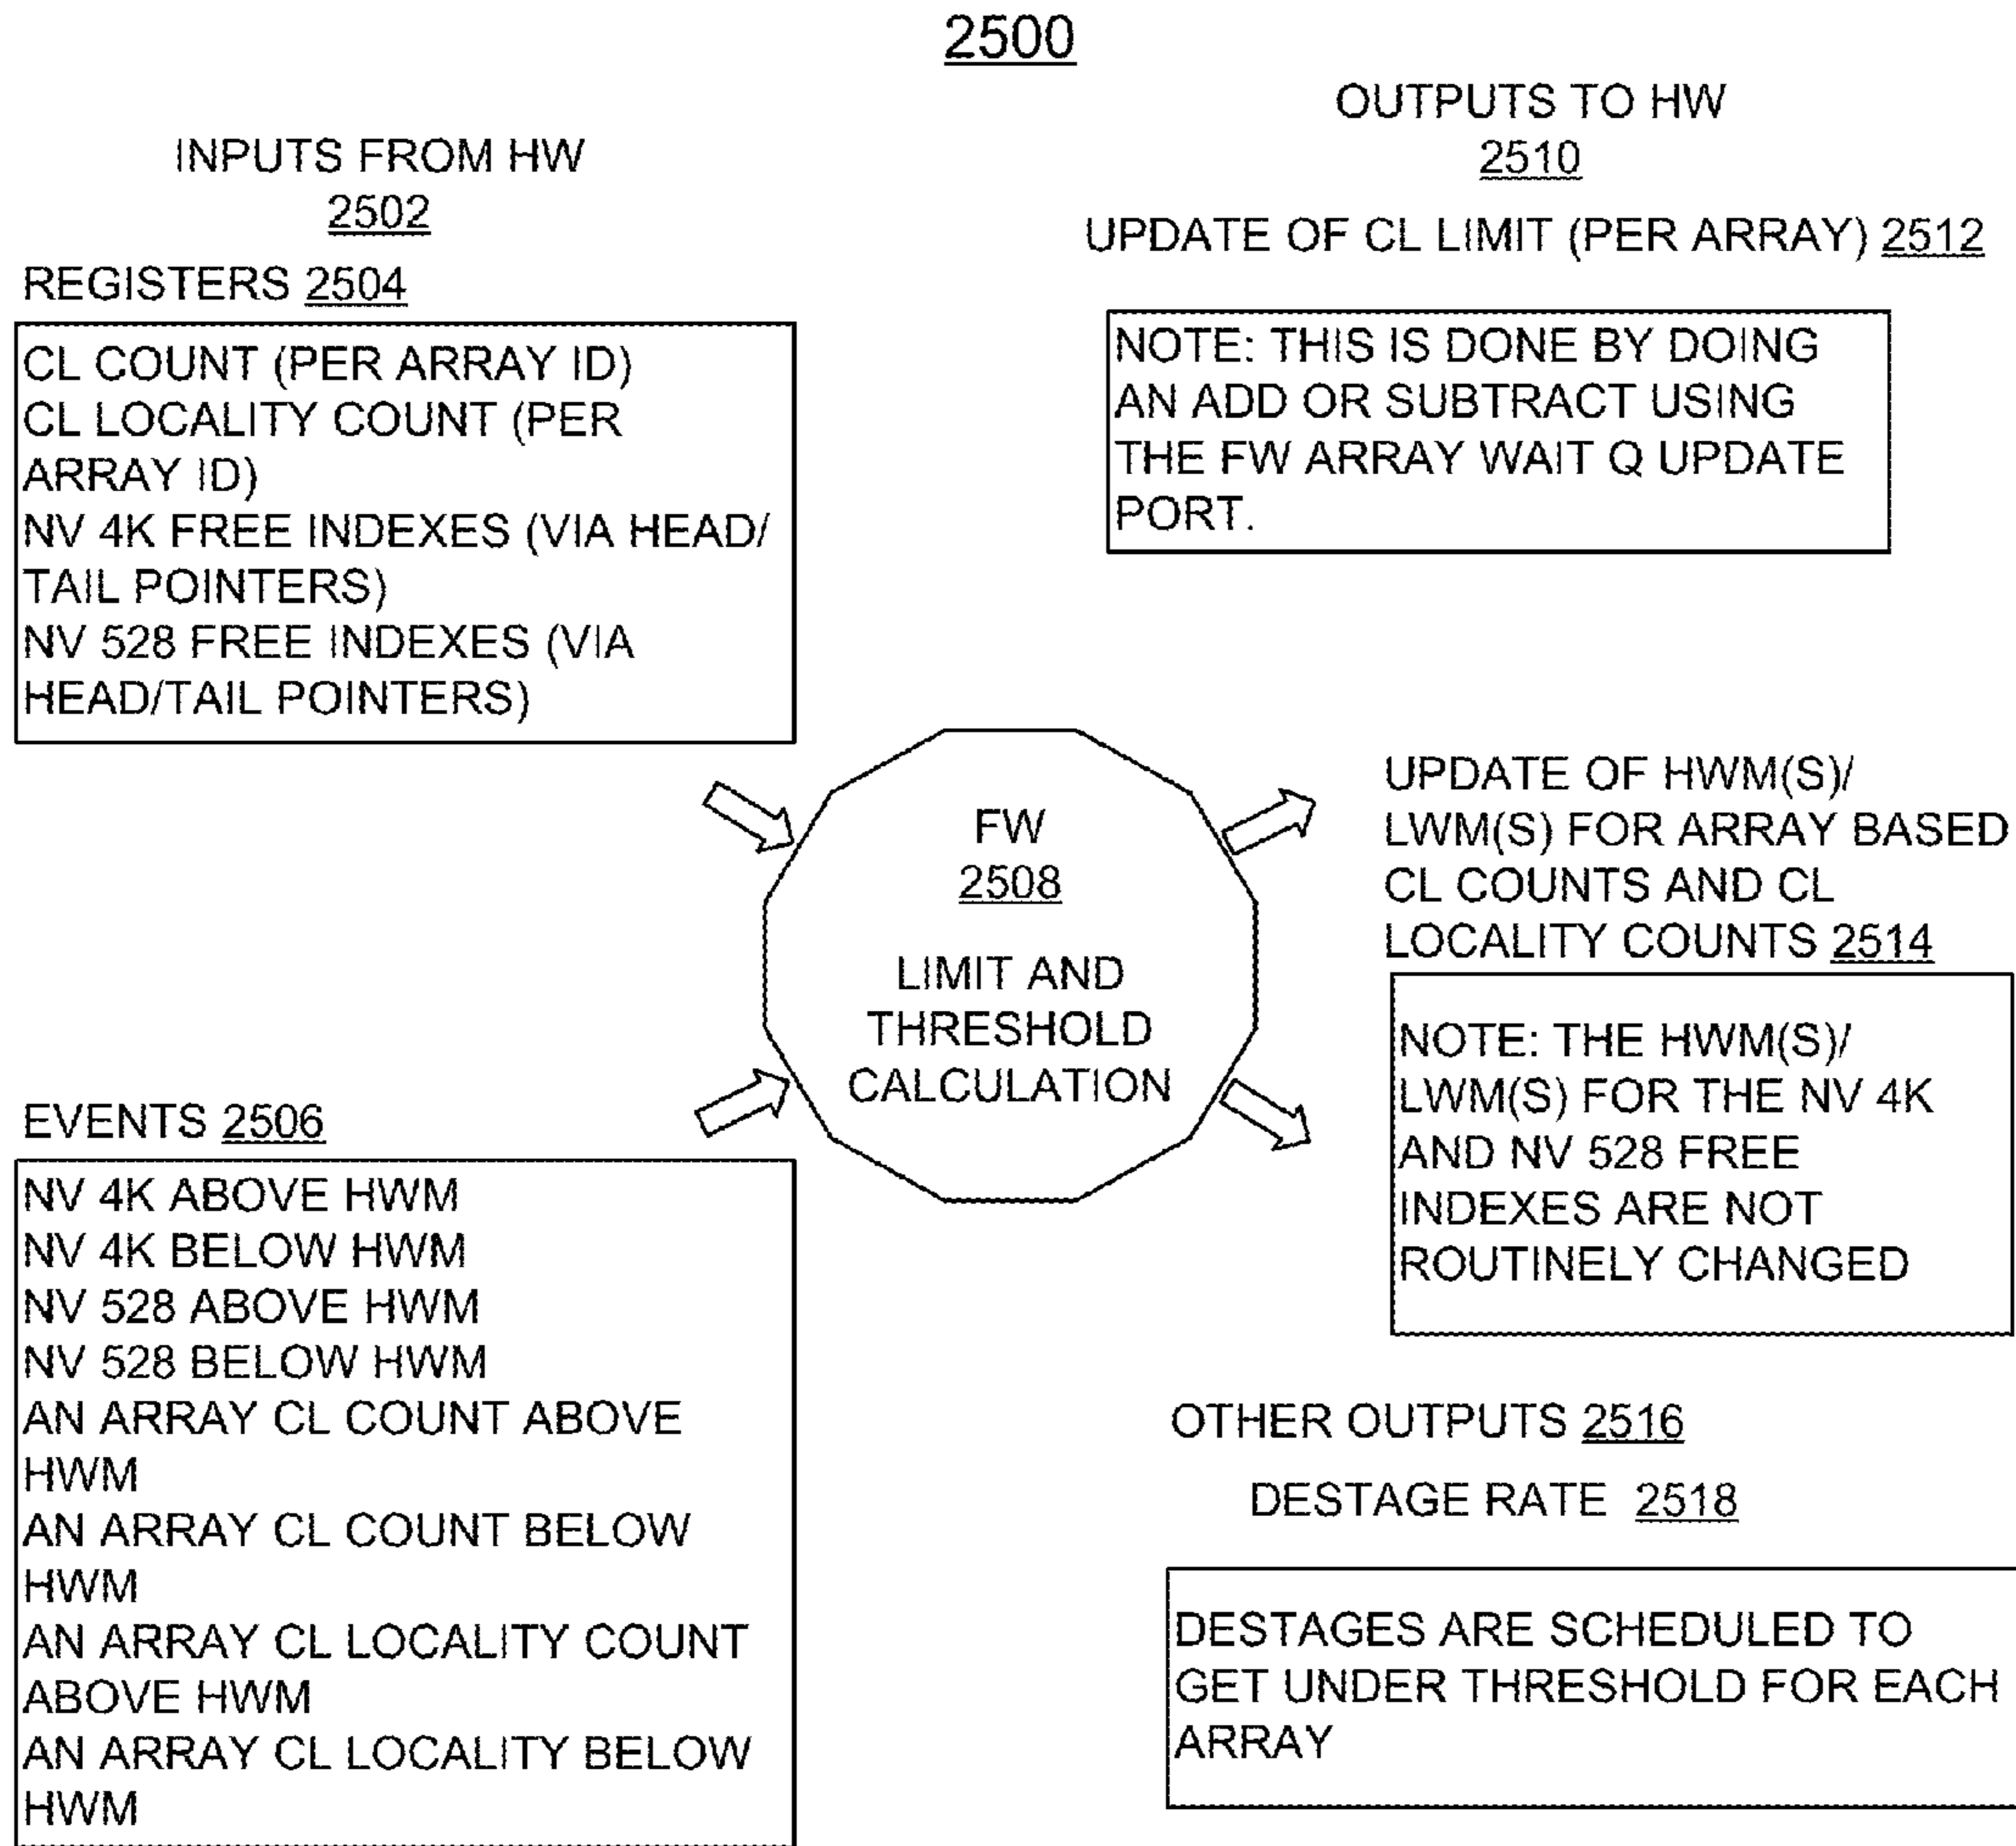 2500
INPUTS FROM HW
2502
REGISTERS 2504
CL COUNT (PER ARRAY ID)
CL LOCALITY COUNT (PER
ARRAY ID)
NV 4K FREE INDEXES (VIA HEAD/
TAIL POINTERS)
NV 528 FREE INDEXES (VIA
HEAD/TAIL POINTERS)
EVENTS 2506
NV 4K ABOVE HWM
NV 4K BELOW HWM
NV 528 ABOVE HWM
NV 528 BELOW HWM
AN ARRAY CL COUNT ABOVE
HWM
AN ARRAY CL COUNT BELOW
HWM
AN ARRAY CL LOCALITY COUNT
ABOVE HWM
AN ARRAY CL LOCALITY BELOW
HWM
FW
2508
LIMIT AND
THRESHOLD
CALCULATION
OUTPUTS TO HW
2510
UPDATE OF CL LIMIT (PER ARRAY) 2512
NOTE: THIS IS DONE BY DOING
AN ADD OR SUBTRACT USING
THE FW ARRAY WAIT Q UPDATE
PORT.
UPDATE OF HWM(S)/
LWM(S) FOR ARRAY BASED
CL COUNTS AND CL
LOCALITY COUNTS 2514
NOTE: THE HWM(S)/
LWM(S) FOR THE NV 4K
AND NV 528 FREE
INDEXES ARE NOT
ROUTINELY CHANGED
OTHER OUTPUTS 2516
DESTAGE RATE 2518
DESTAGES ARE SCHEDULED TO
GET UNDER THRESHOLD FOR EACH
ARRAY